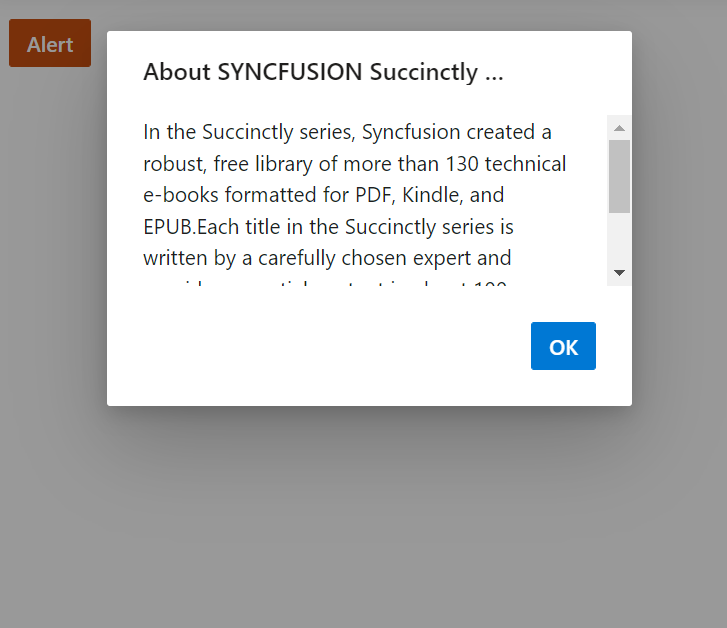 Alert
About SYNCFUSION Succinctly ...
In the Succinctly series, Syncfusion created a
robust, free library of more than 130 technical
e-books formatted for PDF, Kindle, and
EPUB.Each title in the Succinctly series is
written by a carefully chosen expert and
OK